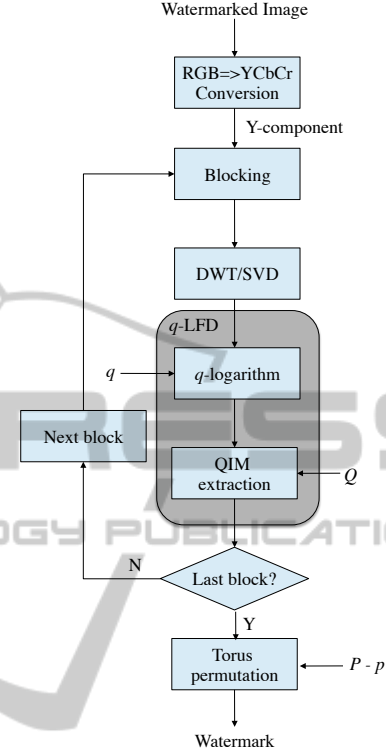 Watermarked Image
RGB=>YCbCr
Conversion
Y-component
Blocking
DWT/SVD
q-LFD
q
q-logarithm
Next block
QIM
extraction
Q
N
Last block?
Y
Torus
permutation
P - p
Watermark